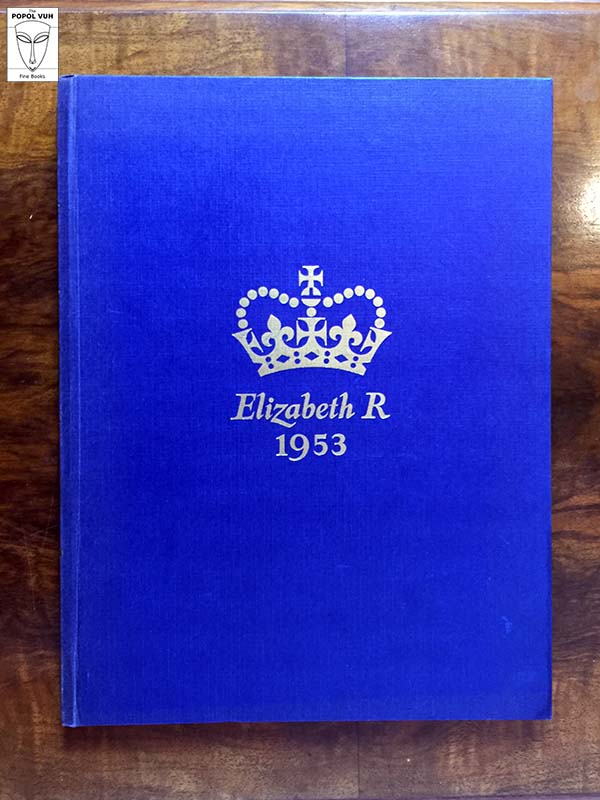 The
POPOL VUH
Fine Books
Elizabeth R
1953